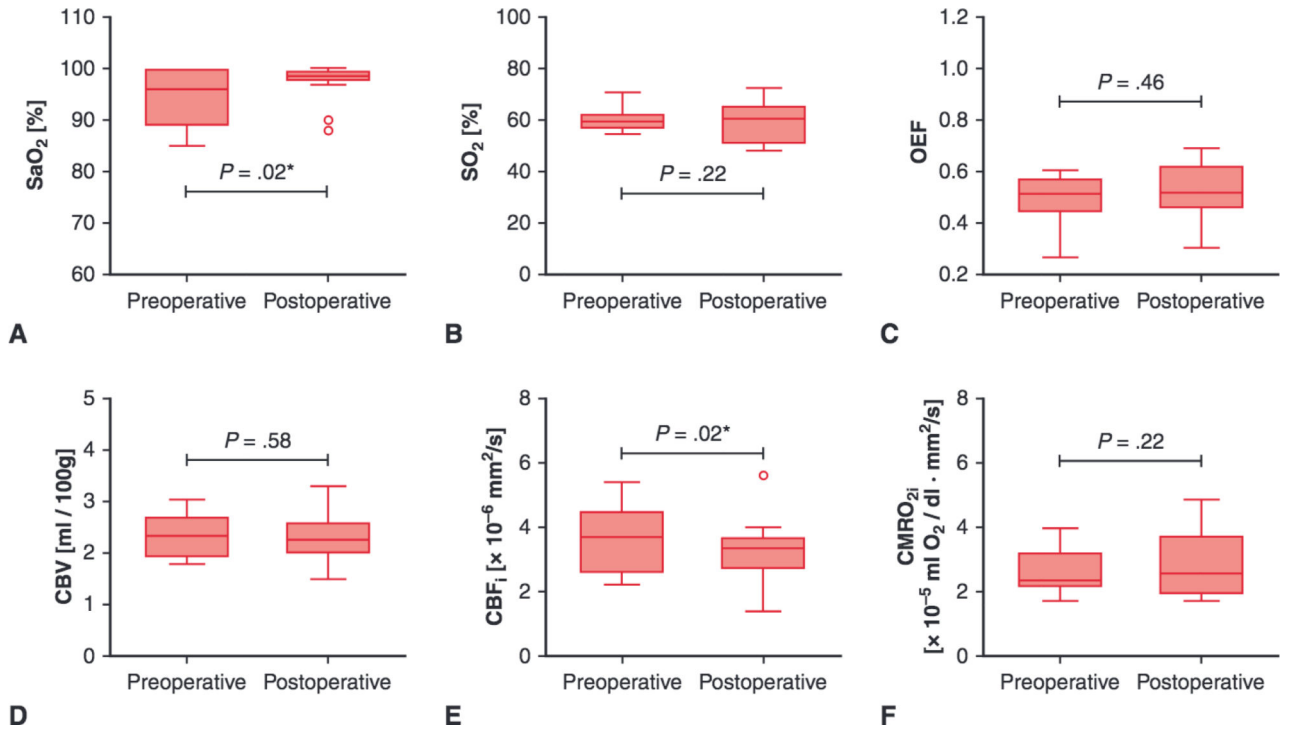 SaO₂ [%]
110
100
90
80
70
60
P = .02*
Preoperative Postoperative
A
SO₂ [%]
100
80
60
40
20
0
P = .22
Preoperative Postoperative
B
OEF
1.2
1.0
0.8
0.6
0.4
0.2
P = .46
Preoperative Postoperative
C
CBV [ml / 100g]
5
4
3
2
1
0
P = .58
Preoperative Postoperative
D
CBFᵢ [× 10⁻⁶ mm²/s]
8
6
4
2
0
P = .02*
Preoperative Postoperative
E
CMRO₂ᵢ
[× 10⁻⁵ ml O₂ / dl · mm²/s]
8
6
4
2
0
P = .22
Preoperative Postoperative
F